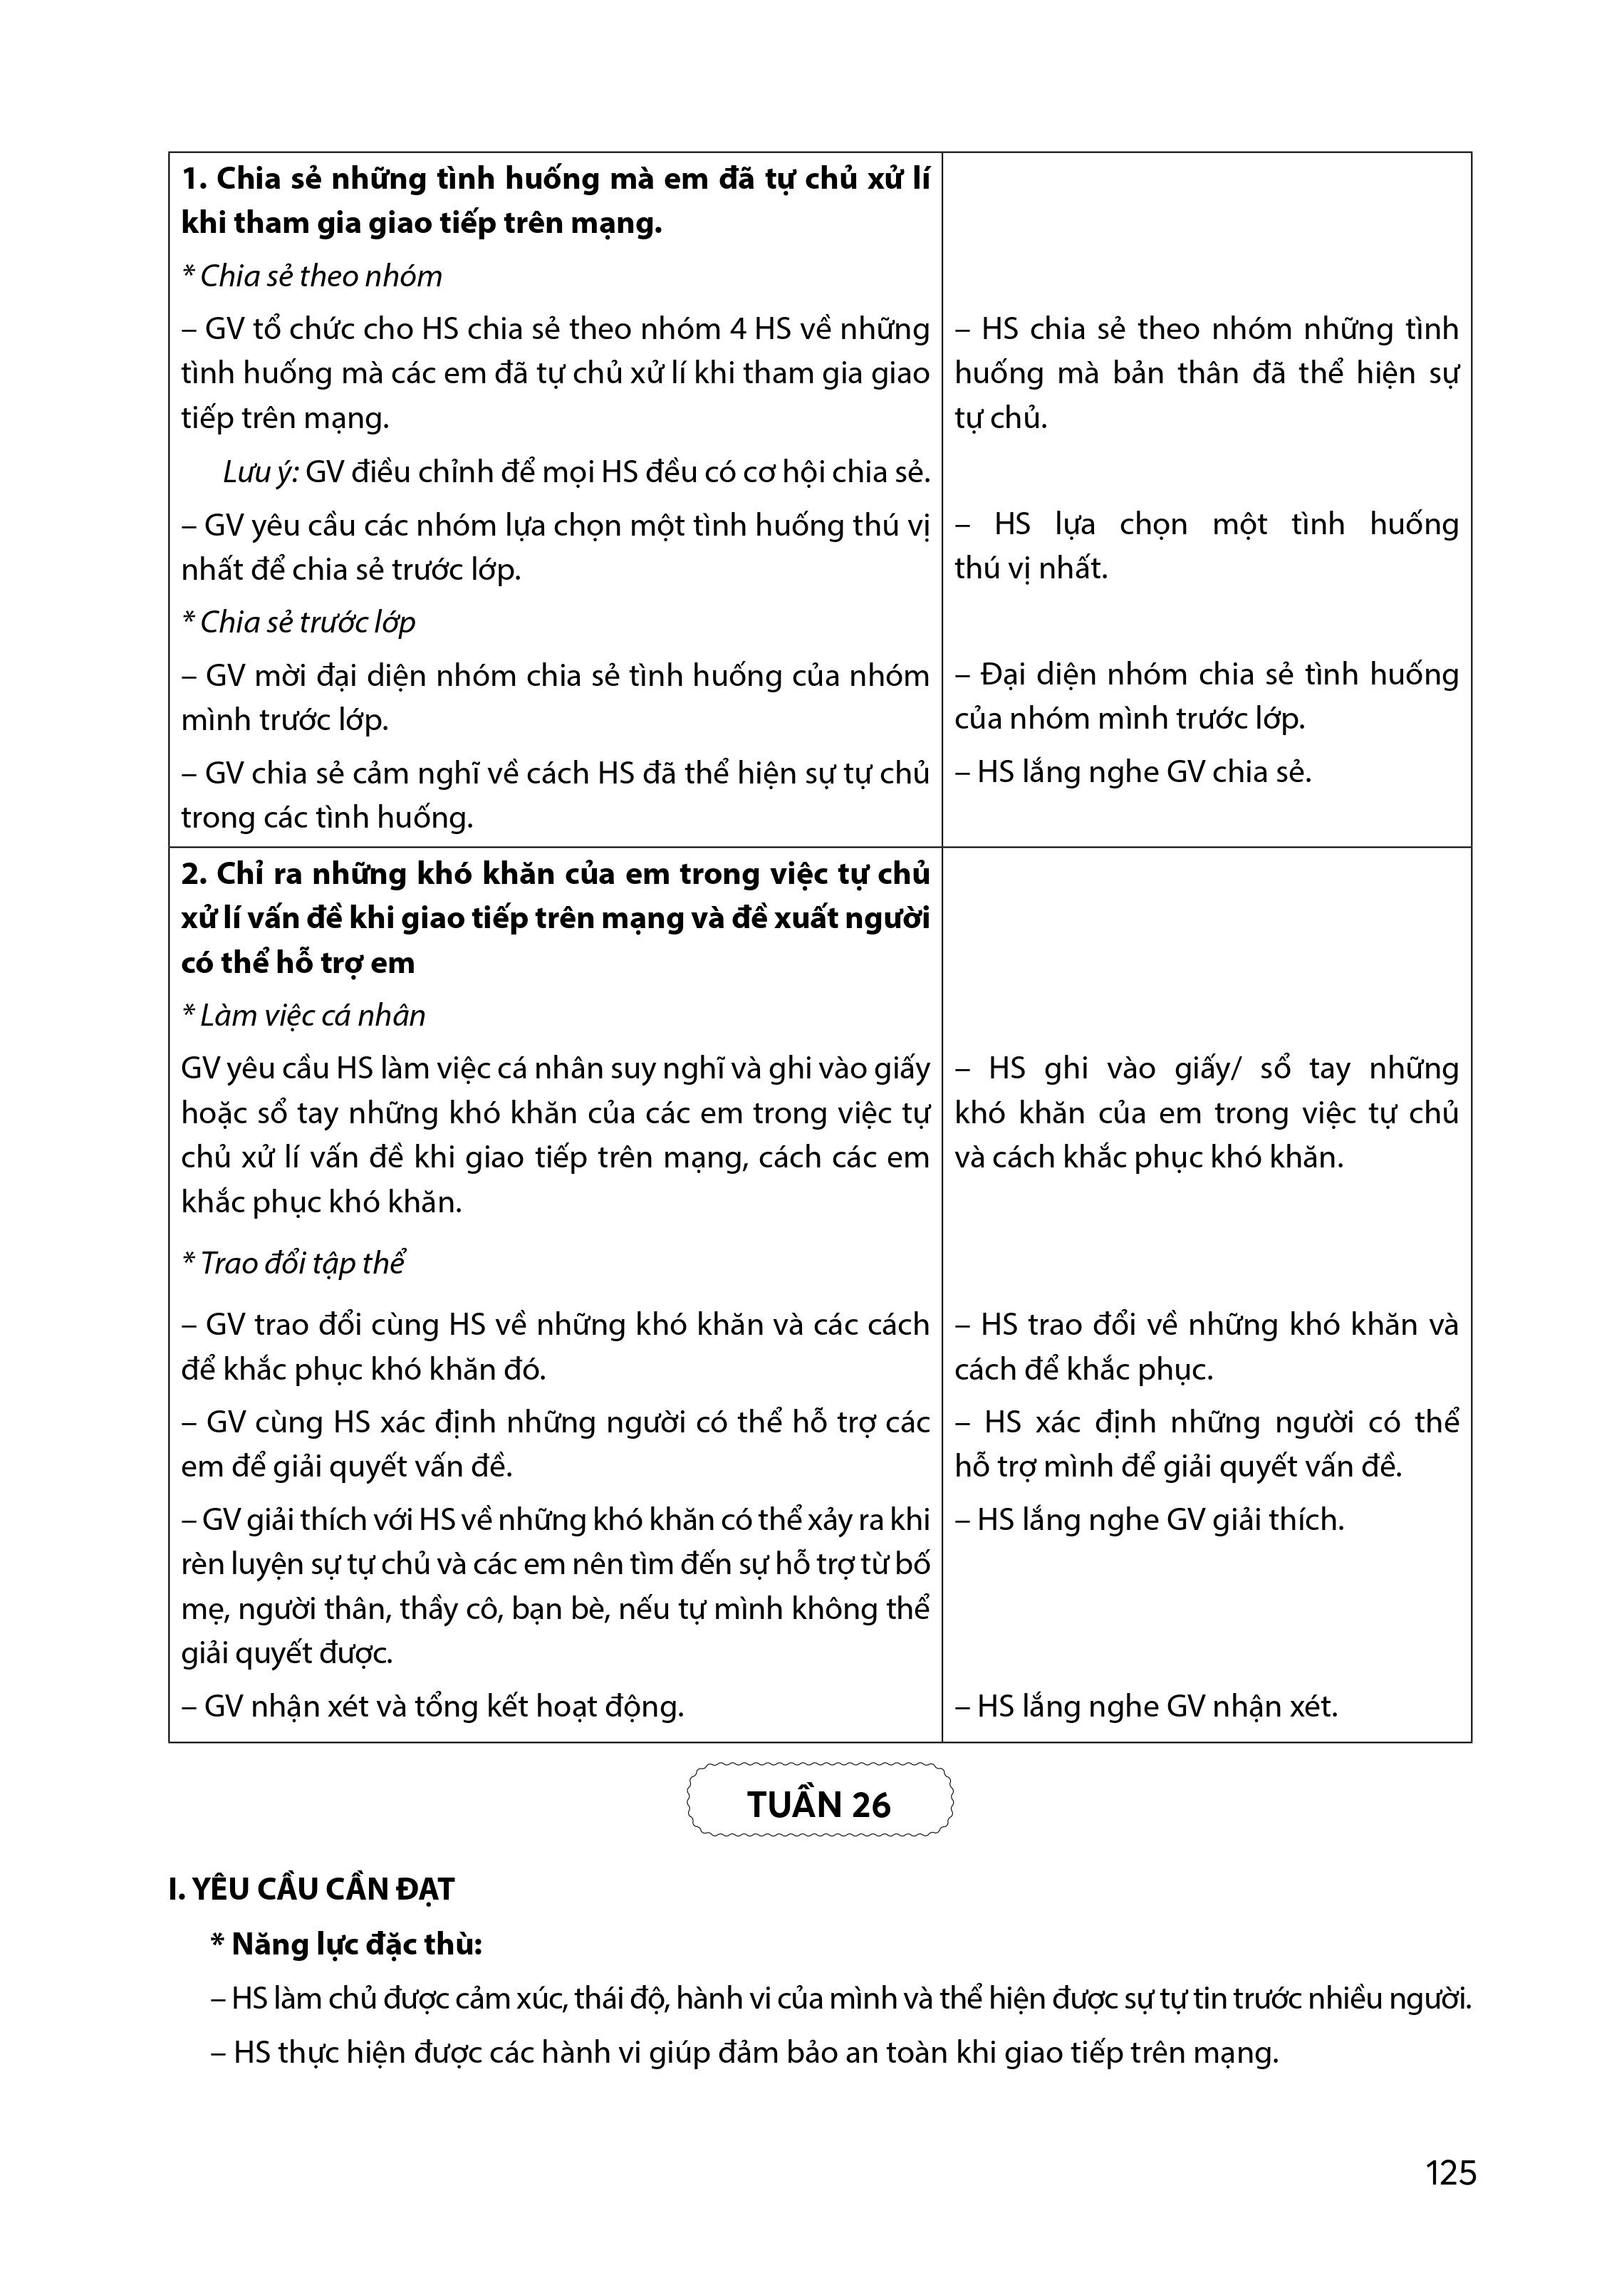 1. Chia sẻ những tình huống mà em đã tự chủ xử lí
khi tham gia giao tiếp trên mạng.
* Chia sẻ theo nhóm
– GV tổ chức cho HS chia sẻ theo nhóm 4 HS về những
tình huống mà các em đã tự chủ xử lí khi tham gia giao
tiếp trên mạng.
Lưu ý: GV điều chỉnh để mọi HS đều có cơ hội chia sẻ.
– GV yêu cầu các nhóm lựa chọn một tình huống thú vị
nhất để chia sẻ trước lớp.
* Chia sẻ trước lớp
– GV mời đại diện nhóm chia sẻ tình huống của nhóm
mình trước lớp.
– GV chia sẻ cảm nghĩ về cách HS đã thể hiện sự tự chủ
trong các tình huống.
– HS chia sẻ theo nhóm những tình
huống mà bản thân đã thể hiện sự
tự chủ.
– HS lựa chọn một tình huống
thú vị nhất.
– Đại diện nhóm chia sẻ tình huống
của nhóm mình trước lớp.
– HS lắng nghe GV chia sẻ.
2. Chỉ ra những khó khăn của em trong việc tự chủ
xử lí vấn đề khi giao tiếp trên mạng và đề xuất người
có thể hỗ trợ em
* Làm việc cá nhân
GV yêu cầu HS làm việc cá nhân suy nghĩ và ghi vào giấy
hoặc sổ tay những khó khăn của các em trong việc tự
chủ xử lí vấn đề khi giao tiếp trên mạng, cách các em
khắc phục khó khăn.
* Trao đổi tập thể
– GV trao đổi cùng HS về những khó khăn và các cách
để khắc phục khó khăn đó.
– GV cùng HS xác định những người có thể hỗ trợ các
em để giải quyết vấn đề.
– GV giải thích với HS về những khó khăn có thể xảy ra khi
rèn luyện sự tự chủ và các em nên tìm đến sự hỗ trợ từ bố
mẹ, người thân, thầy cô, bạn bè, nếu tự mình không thể
giải quyết được.
– GV nhận xét và tổng kết hoạt động.
– HS ghi vào giấy/ sổ tay những
khó khăn của em trong việc tự chủ
và cách khắc phục khó khăn.
– HS trao đổi về những khó khăn và
cách để khắc phục.
– HS xác định những người có thể
hỗ trợ mình để giải quyết vấn đề.
– HS lắng nghe GV giải thích.
– HS lắng nghe GV nhận xét.
TUẦN 26
I. YÊU CẦU CẦN ĐẠT
* Năng lực đặc thù:
– HS làm chủ được cảm xúc, thái độ, hành vi của mình và thể hiện được sự tự tin trước nhiều người.
– HS thực hiện được các hành vi giúp đảm bảo an toàn khi giao tiếp trên mạng.
125